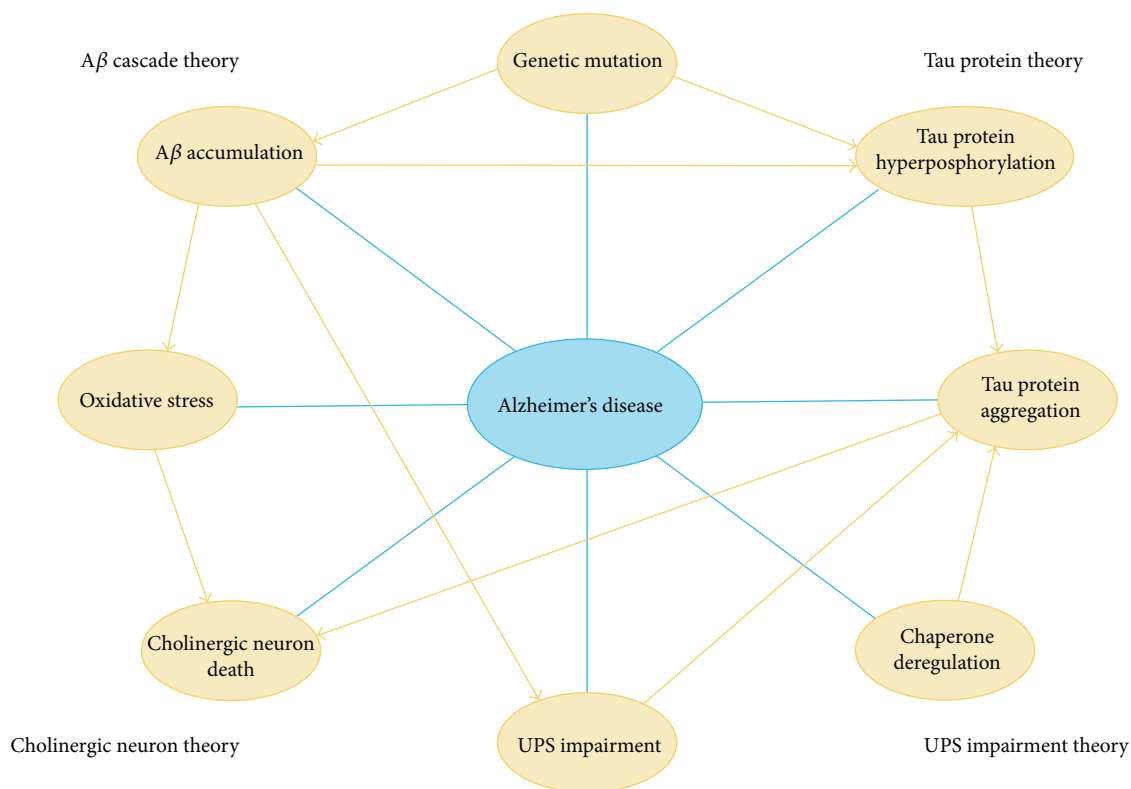 Aβ cascade theory
Genetic mutation
Tau protein theory
Aβ accumulation
Tau protein
hyperposphorylation
Oxidative stress
Alzheimer's disease
Tau protein
aggregation
Cholinergic neuron
death
Chaperone
deregulation
UPS impairment
Cholinergic neuron theory
UPS impairment theory